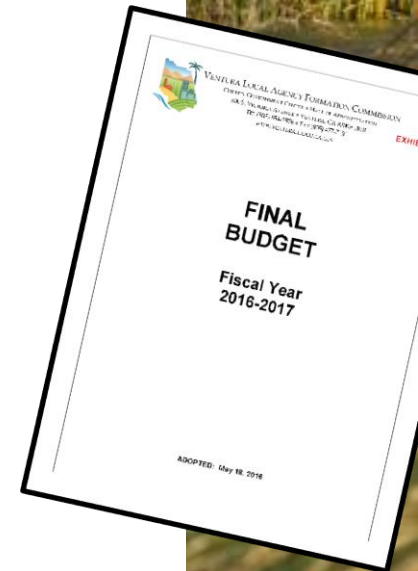 VENTURA LOCAL AGENCY FORMATION COMMISSION
EXHI
FINAL
BUDGET
Fiscal Year
2016-2017
ADOPTED: May 18, 2016